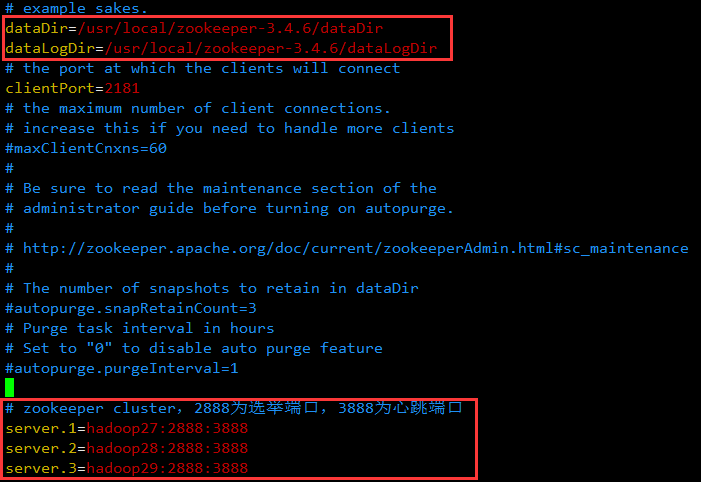 # example sakes.
dataDir=/usr/local/zookeeper-3.4.6/dataDir
dataLogDir=/usr/local/zookeeper-3.4.6/dataLogDir
# the port at which the clients will connect
clientPort=2181
# the maximum number of client connections.
# increase this if you need to handle more clients
#maxClientCnxns=60
#
# Be sure to read the maintenance section of the
# administrator guide before turning on autopurge.
#
# http://zookeeper.apache.org/doc/current/zookeeperAdmin.html#sc_maintenance
#
# The number of snapshots to retain in dataDir
#autopurge.snapRetainCount=3
# Purge task interval in hours
# Set to "0" to disable auto purge feature
#autopurge.purgeInterval=1
# zookeeper cluster，2888为选举端口，3888为心跳端口
server.1=hadoop27:2888:3888
server.2=hadoop28:2888:3888
server.3=hadoop29:2888:3888